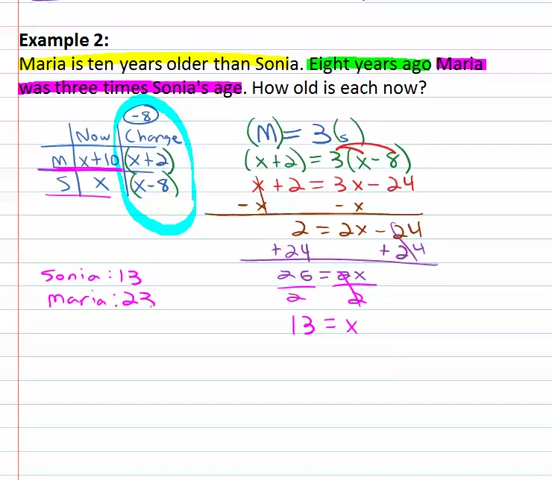 Example 2:
Maria is ten years older than Sonia. Eight years ago Maria
was three times Sonia's age. How old is each now?
-8
Now Change
M x+10 (x+2)
S x (x-8)
(M) = 3(s)
(x+2) = 3(x-8)
x+2 = 3x-24
-x -x
2 = 2x-24
+24 +24
26 = 2x
2 2
13 = x
Sonia: 13
maria: 23